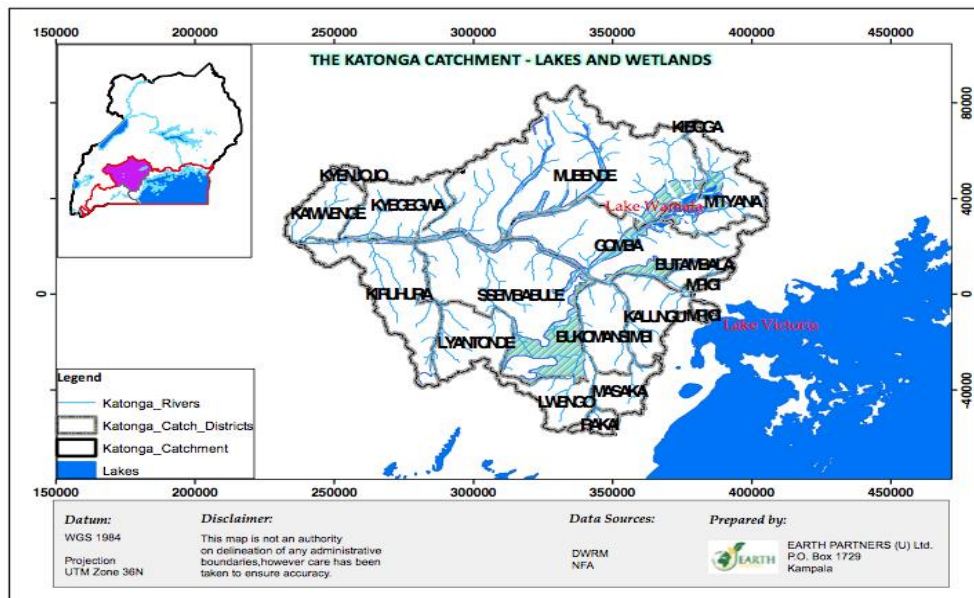 150000 200000 250000 300000 350000 400000 450000
THE KATONGA CATCHMENT - LAKES AND WETLANDS
80000
KIBOGA
KYENJOJO
MUBENDE
KAMWENGE
KYEGEGWA
Lake Wamala
MITYANA
40000
GOMBA
BUTAMBALA
0
KIRUHURA
SSEMBABULE
MPIGI
0
KALUNGU
MPIGI
Lake Victoria
LYANTONDE
BUKOMANSIMBI
LWENGO
MASAKA
RAKAI
40000
40000
Legend
Katonga_Rivers
Katonga_Catch_Districts
Katonga_Catchment
Lakes
150000 200000 250000 300000 350000 400000 450000
Datum:
WGS 1984
Projection
UTM Zone 36N
Disclaimer:
This map is not an authority
on delineation of any administrative
boundaries,however care has been
taken to ensure accuracy.
Data Sources:
DWRM
NFA
Prepared by:
EARTH
EARTH PARTNERS (U) Ltd.
P.O. Box 1729
Kampala